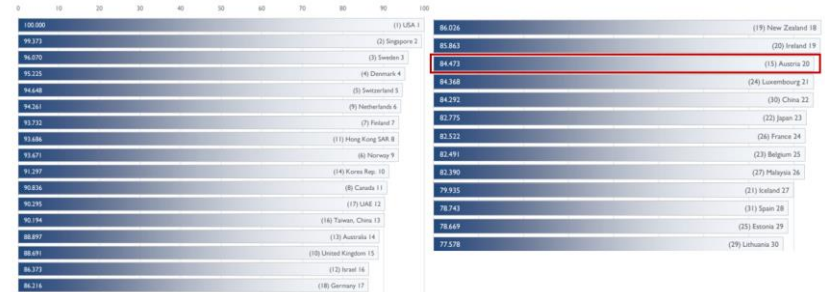 0 10 20 30 40 50 60 70 80 90 100
100.000 (1) USA 1
99.373 (2) Singapore 2
96.070 (3) Sweden 3
95.225 (4) Denmark 4
94.648 (5) Switzerland 5
94.261 (9) Netherlands 6
93.732 (7) Finland 7
93.686 (11) Hong Kong SAR 8
93.671 (6) Norway 9
91.297 (14) Korea Rep. 10
90.836 (8) Canada 11
90.295 (17) UAE 12
90.194 (16) Taiwan, China 13
88.897 (13) Australia 14
88.691 (10) United Kingdom 15
86.373 (12) Israel 16
86.216 (18) Germany 17
86.026 (19) New Zealand 18
85.863 (20) Ireland 19
84.473 (15) Austria 20
84.368 (24) Luxembourg 21
84.292 (30) China 22
82.775 (22) Japan 23
82.522 (26) France 24
82.491 (23) Belgium 25
82.390 (27) Malaysia 26
79.935 (21) Iceland 27
78.743 (31) Spain 28
78.669 (25) Estonia 29
77.578 (29) Lithuania 30